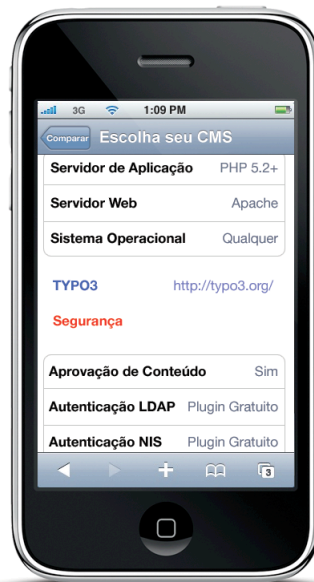 3G 1:09 PM
Comparar Escolha seu CMS
Servidor de Aplicação PHP 5.2+
Servidor Web Apache
Sistema Operacional Qualquer
TYPO3 http://typo3.org/
Segurança
Aprovação de Conteúdo Sim
Autenticação LDAP Plugin Gratuito
Autenticação NIS Plugin Gratuito
3